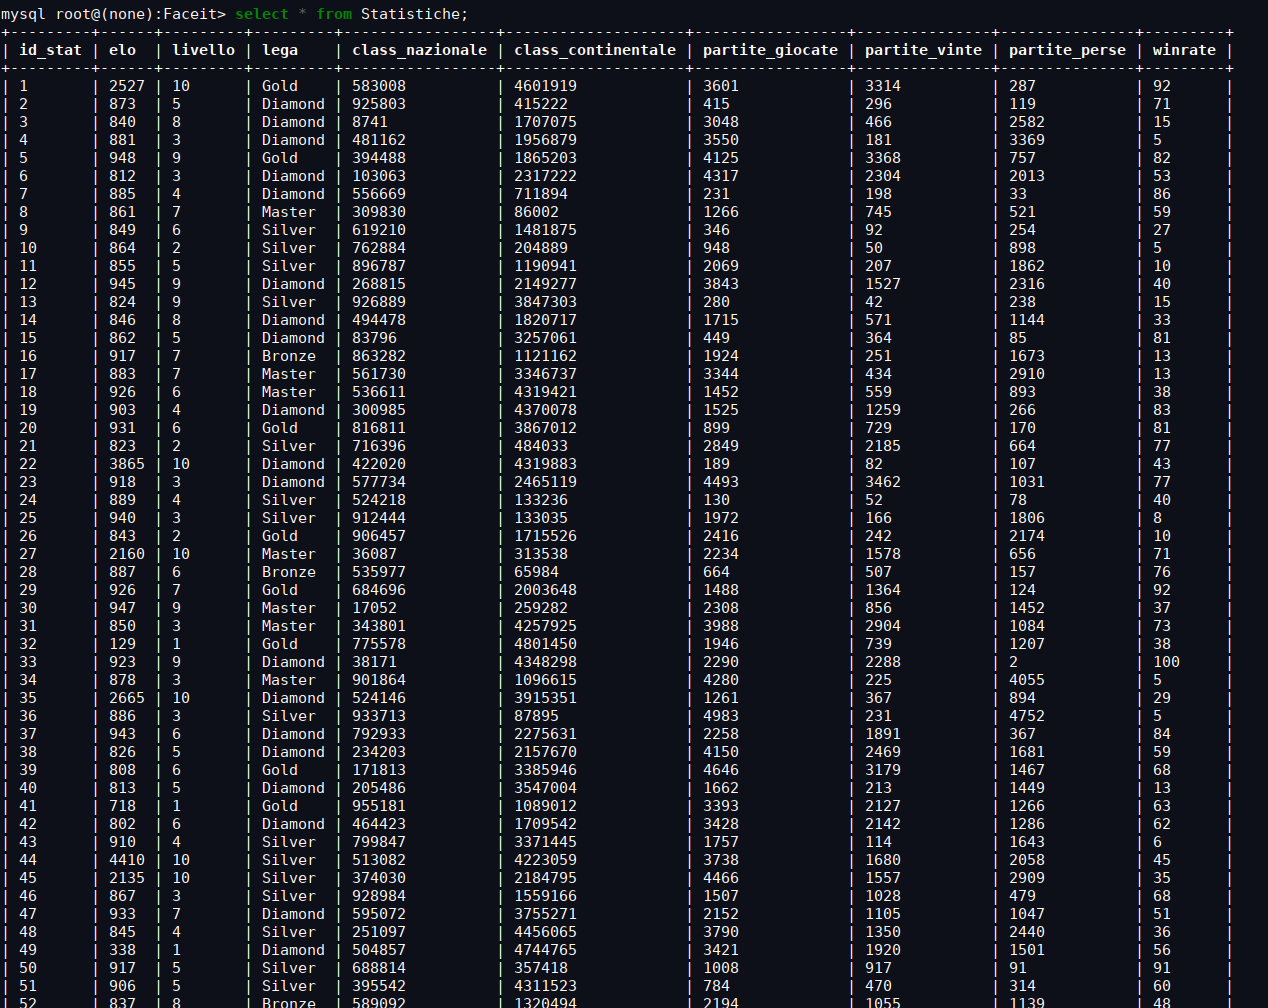 mysql root@(none):Faceit> select * from Statistiche;
+---------+------+---------+---------+-----------------+--------------------+-----------------+--------------+---------------+---------+
| id_stat | elo | livello | lega | class_nazionale | class_continentale | partite_giocate | partite_vinte | partite_perse | winrate |
+---------+------+---------+---------+-----------------+--------------------+-----------------+--------------+---------------+---------+
| 1 | 2527 | 10 | Gold | 583008 | 4601919 | 3601 | 3314 | 287 | 92 |
| 2 | 873 | 5 | Diamond | 925803 | 415222 | 415 | 296 | 119 | 71 |
| 3 | 840 | 8 | Diamond | 8741 | 1707075 | 3048 | 466 | 2582 | 15 |
| 4 | 881 | 3 | Diamond | 481162 | 1956879 | 3550 | 181 | 3369 | 5 |
| 5 | 948 | 9 | Gold | 394488 | 1865203 | 4125 | 3368 | 757 | 82 |
| 6 | 812 | 3 | Diamond | 103063 | 2317222 | 4317 | 2304 | 2013 | 53 |
| 7 | 885 | 4 | Diamond | 556669 | 711894 | 231 | 198 | 33 | 86 |
| 8 | 861 | 7 | Master | 309830 | 86002 | 1266 | 745 | 521 | 59 |
| 9 | 849 | 6 | Silver | 619210 | 1481875 | 346 | 92 | 254 | 27 |
| 10 | 864 | 2 | Silver | 762884 | 204889 | 948 | 50 | 898 | 5 |
| 11 | 855 | 5 | Silver | 896787 | 1190941 | 2069 | 207 | 1862 | 10 |
| 12 | 945 | 9 | Diamond | 268815 | 2149277 | 3843 | 1527 | 2316 | 40 |
| 13 | 824 | 9 | Silver | 926889 | 3847303 | 280 | 42 | 238 | 15 |
| 14 | 846 | 8 | Diamond | 494478 | 1820717 | 1715 | 571 | 1144 | 33 |
| 15 | 862 | 5 | Diamond | 83796 | 3257061 | 449 | 364 | 85 | 81 |
| 16 | 917 | 7 | Bronze | 863282 | 1121162 | 1924 | 251 | 1673 | 13 |
| 17 | 883 | 7 | Master | 561730 | 3346737 | 3344 | 434 | 2910 | 13 |
| 18 | 926 | 6 | Master | 536611 | 4319421 | 1452 | 559 | 893 | 38 |
| 19 | 903 | 4 | Diamond | 300985 | 4370078 | 1525 | 1259 | 266 | 83 |
| 20 | 931 | 6 | Gold | 816811 | 3867012 | 899 | 729 | 170 | 81 |
| 21 | 823 | 2 | Silver | 716396 | 484033 | 2849 | 2185 | 664 | 77 |
| 22 | 3865 | 10 | Diamond | 422020 | 4319883 | 189 | 82 | 107 | 43 |
| 23 | 918 | 3 | Diamond | 577734 | 2465119 | 4493 | 3462 | 1031 | 77 |
| 24 | 889 | 4 | Silver | 524218 | 133236 | 130 | 52 | 78 | 40 |
| 25 | 940 | 3 | Silver | 912444 | 133035 | 1972 | 166 | 1806 | 8 |
| 26 | 843 | 2 | Gold | 906457 | 1715526 | 2416 | 242 | 2174 | 10 |
| 27 | 2160 | 10 | Master | 36087 | 313538 | 2234 | 1578 | 656 | 71 |
| 28 | 887 | 6 | Bronze | 535977 | 65984 | 664 | 507 | 157 | 76 |
| 29 | 926 | 7 | Gold | 684696 | 2003648 | 1488 | 1364 | 124 | 92 |
| 30 | 947 | 9 | Master | 17052 | 259282 | 2308 | 856 | 1452 | 37 |
| 31 | 850 | 3 | Master | 343801 | 4257925 | 3988 | 2904 | 1084 | 73 |
| 32 | 129 | 1 | Gold | 775578 | 4801450 | 1946 | 739 | 1207 | 38 |
| 33 | 923 | 9 | Diamond | 38171 | 4348298 | 2290 | 2288 | 2 | 100 |
| 34 | 878 | 3 | Master | 901864 | 1096615 | 4280 | 225 | 4055 | 5 |
| 35 | 2665 | 10 | Diamond | 524146 | 3915351 | 1261 | 367 | 894 | 29 |
| 36 | 886 | 3 | Silver | 933713 | 87895 | 4983 | 231 | 4752 | 5 |
| 37 | 943 | 6 | Diamond | 792933 | 2275631 | 2258 | 1891 | 367 | 84 |
| 38 | 826 | 5 | Diamond | 234203 | 2157670 | 4150 | 2469 | 1681 | 59 |
| 39 | 808 | 6 | Gold | 171813 | 3385946 | 4646 | 3179 | 1467 | 68 |
| 40 | 813 | 5 | Diamond | 205486 | 3547004 | 1662 | 213 | 1449 | 13 |
| 41 | 718 | 1 | Gold | 955181 | 1089012 | 3393 | 2127 | 1266 | 63 |
| 42 | 802 | 6 | Diamond | 464423 | 1709542 | 3428 | 2142 | 1286 | 62 |
| 43 | 910 | 4 | Silver | 799847 | 3371445 | 1757 | 114 | 1643 | 6 |
| 44 | 4410 | 10 | Silver | 513082 | 4223059 | 3738 | 1680 | 2058 | 45 |
| 45 | 2135 | 10 | Silver | 374030 | 2184795 | 4466 | 1557 | 2909 | 35 |
| 46 | 867 | 3 | Silver | 928984 | 1559166 | 1507 | 1028 | 479 | 68 |
| 47 | 933 | 7 | Diamond | 595072 | 3755271 | 2152 | 1105 | 1047 | 51 |
| 48 | 845 | 4 | Silver | 251097 | 4456065 | 3790 | 1350 | 2440 | 36 |
| 49 | 338 | 1 | Diamond | 504857 | 4744765 | 3421 | 1920 | 1501 | 56 |
| 50 | 917 | 5 | Silver | 688814 | 357418 | 1008 | 917 | 91 | 91 |
| 51 | 906 | 5 | Silver | 395542 | 4311523 | 784 | 470 | 314 | 60 |
| 52 | 837 | 8 | Bronze | 589092 | 1320494 | 2194 | 1055 | 1139 | 48 |